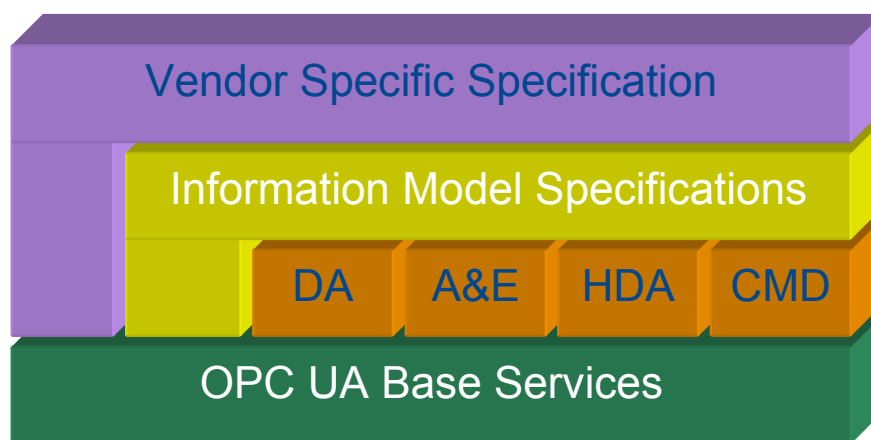 Vendor Specific Specification
Information Model Specifications
DA A&E HDA CMD
OPC UA Base Services